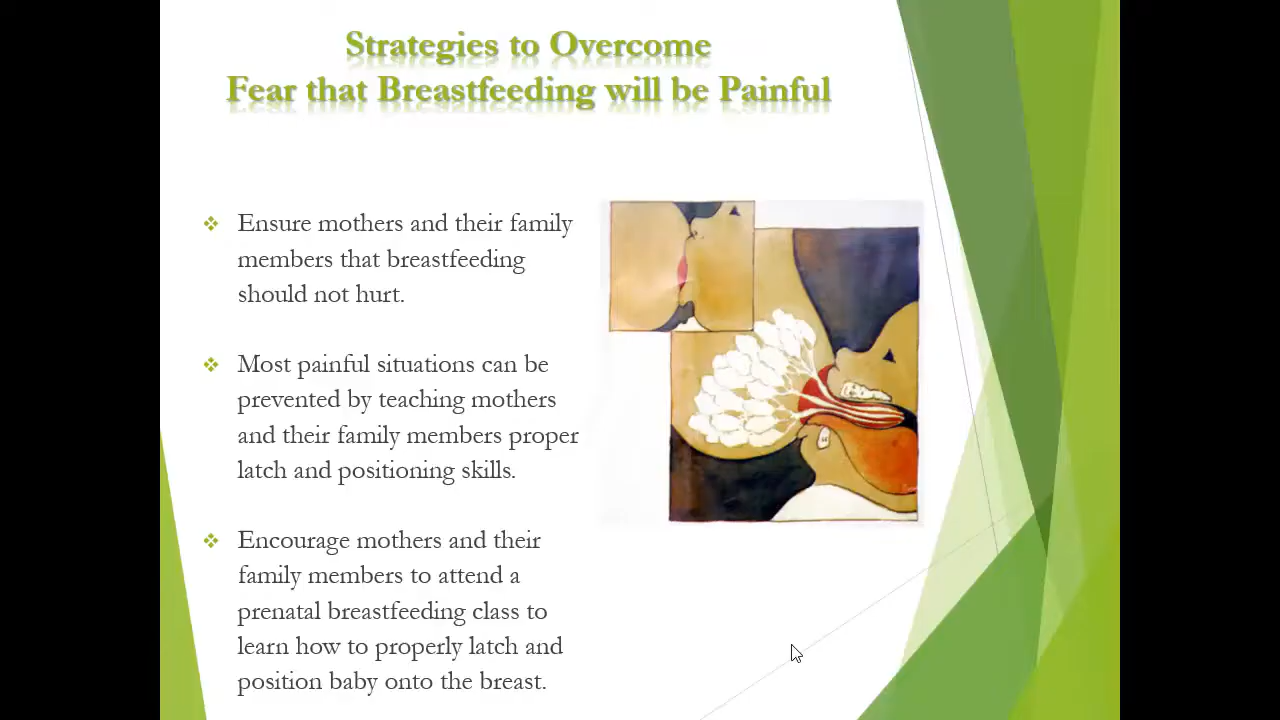 Strategies to Overcome
Fear that Breastfeeding will be Painful
Ensure mothers and their family
members that breastfeeding
should not hurt.
Most painful situations can be
prevented by teaching mothers
and their family members proper
latch and positioning skills.
Encourage mothers and their
family members to attend a
prenatal breastfeeding class to
learn how to properly latch and
position baby onto the breast.